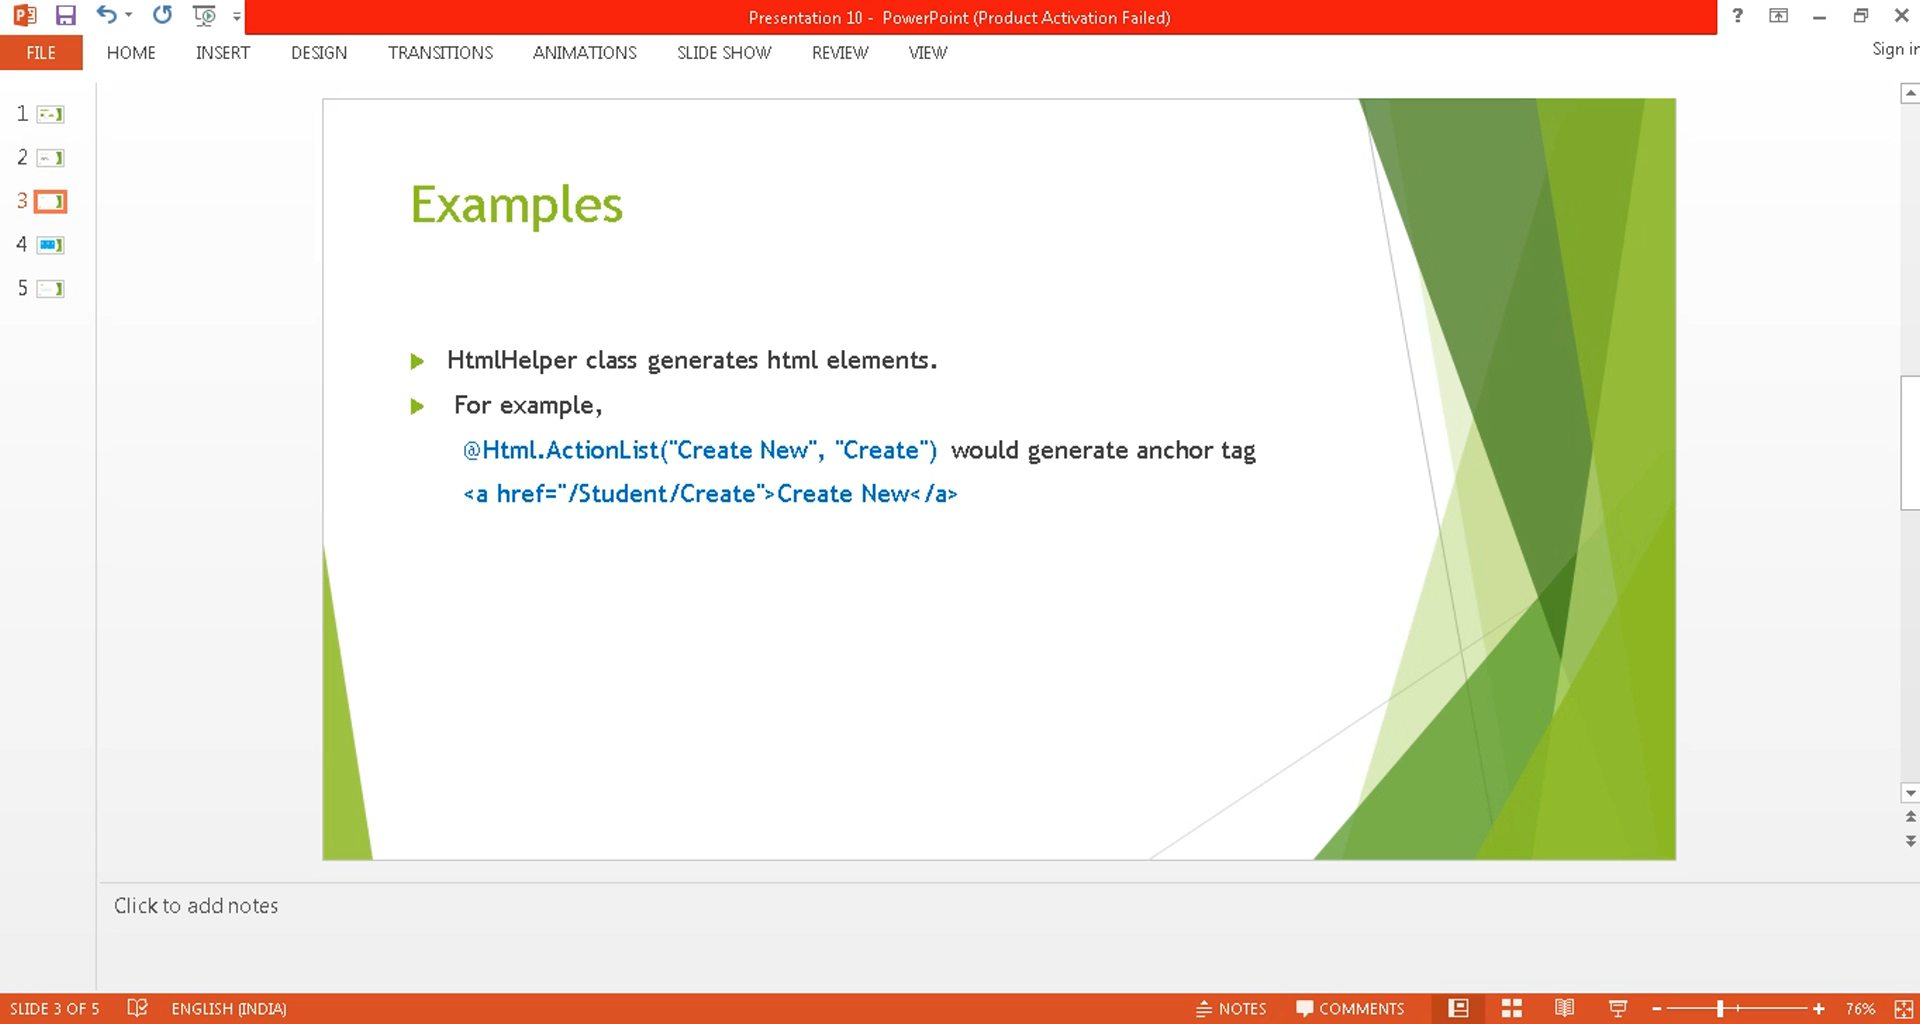 Presentation 10 - PowerPoint (Product Activation Failed)
?
FILE HOME INSERT DESIGN TRANSITIONS ANIMATIONS SLIDE SHOW REVIEW VIEW
Sign in
1
2
3
4
5
Examples
HtmlHelper class generates html elements.
For example,
@Html.ActionList("Create New", "Create") would generate anchor tag
<a href="/Student/Create">Create New</a>
Click to add notes
SLIDE 3 OF 5 ENGLISH (INDIA) NOTES COMMENTS 76%